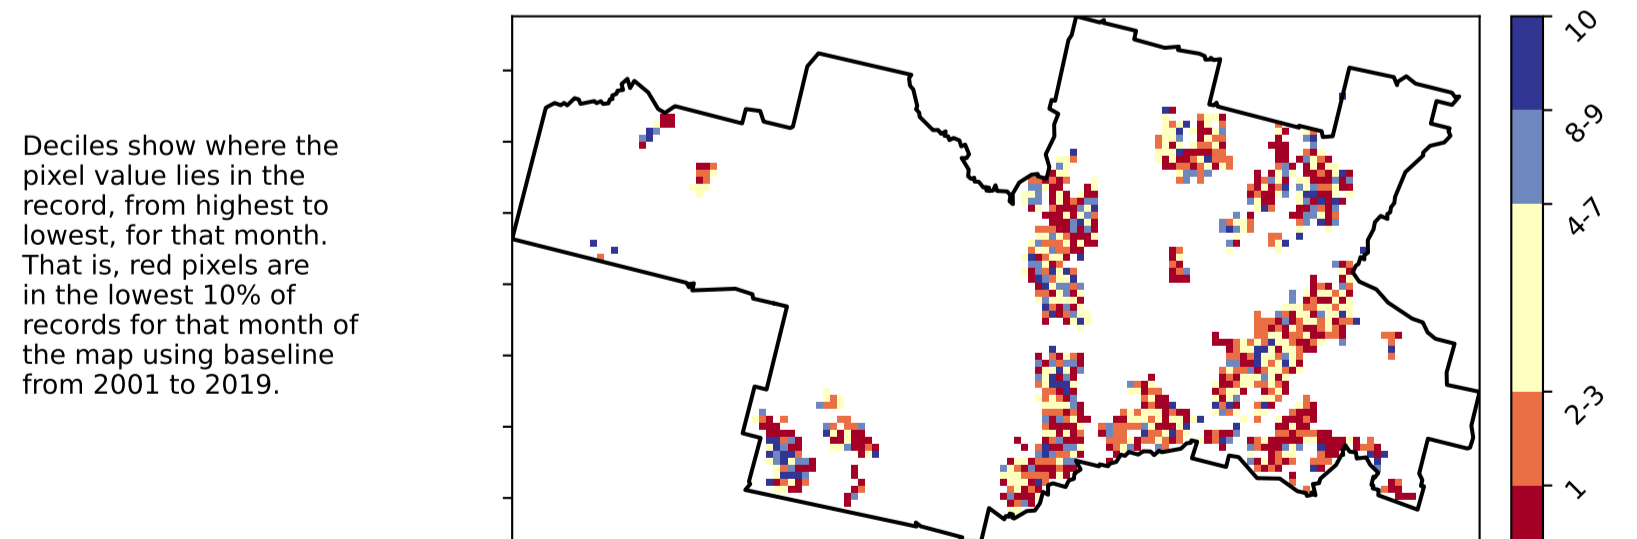 Deciles show where the
pixel value lies in the
record, from highest to
lowest, for that month.
That is, red pixels are
in the lowest 10% of
records for that month of
the map using baseline
from 2001 to 2019.
10
8-9
4-7
2-3
1